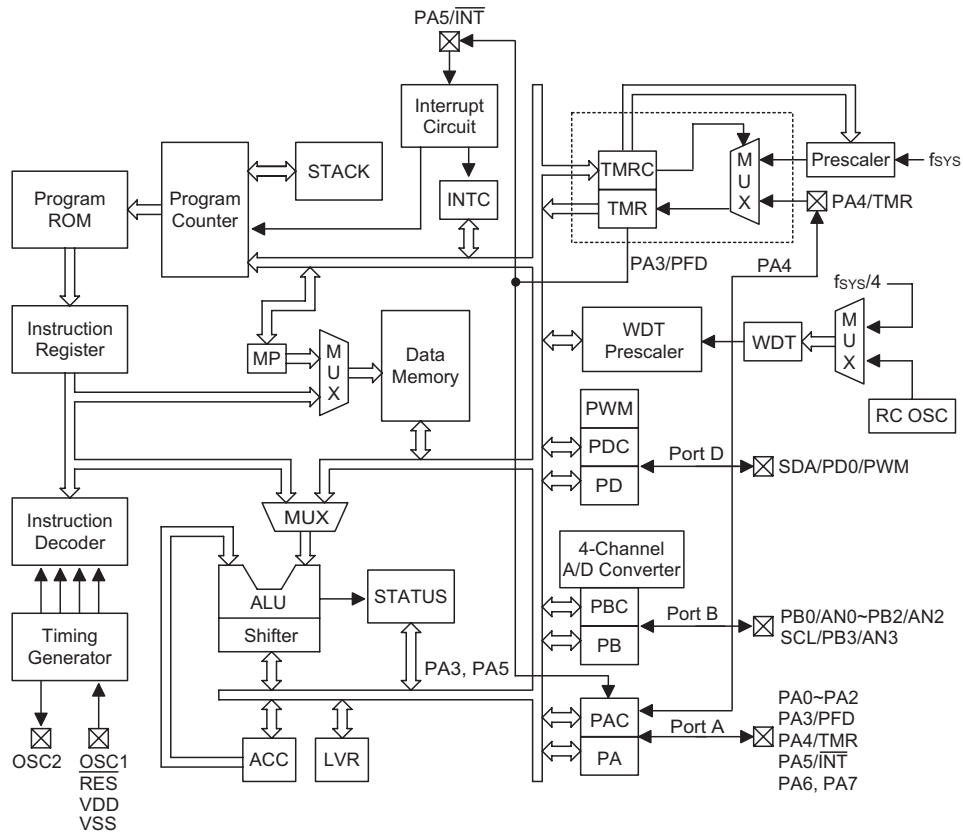 PA5/INT
Interrupt
Circuit
STACK
INTC
Program
ROM
Program
Counter
TMRC
TMR
M
U
X
Prescaler
fSYS
PA4/TMR
PA3/PFD
PA4
fSYS/4
Instruction
Register
MP
M
U
X
Data
Memory
WDT
Prescaler
WDT
M
U
X
RC OSC
PWM
PDC
PD
Port D
SDA/PD0/PWM
Instruction
Decoder
MUX
ALU
Shifter
STATUS
4-Channel
A/D Converter
PBC
PB
Port B
PB0/AN0~PB2/AN2
SCL/PB3/AN3
Timing
Generator
PA3, PA5
PAC
PA
Port A
PA0~PA2
PA3/PFD
PA4/TMR
PA5/INT
PA6, PA7
OSC2
OSC1
RES
VDD
VSS
ACC
LVR